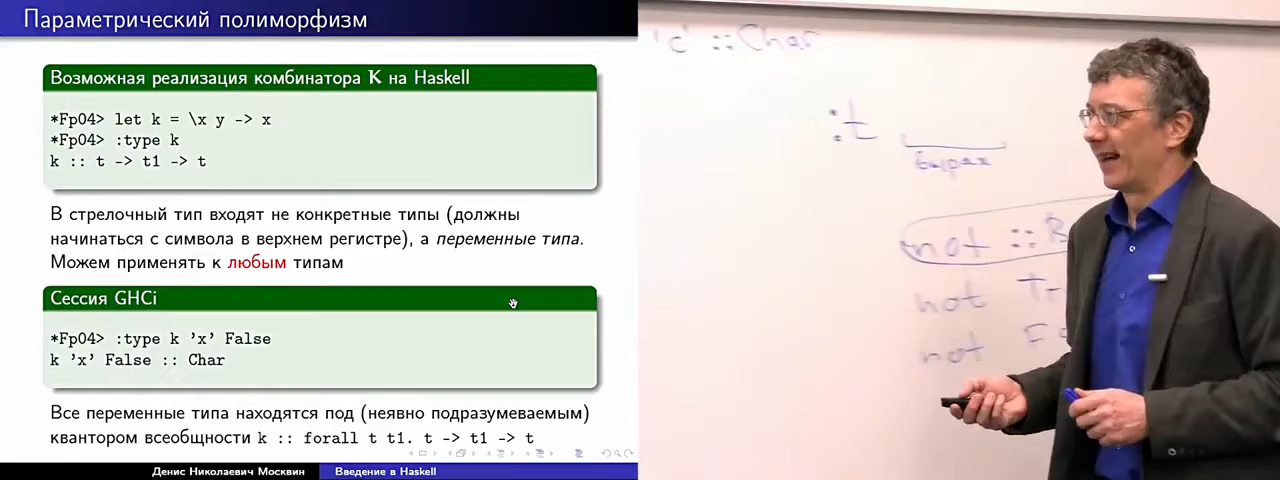 Параметрический полиморфизм
Возможная реализация комбинатора K на Haskell
*Fp04> let k = \x y -> x
*Fp04> :type k
k :: t -> t1 -> t
В стрелочный тип входят не конкретные типы (должны
начинаться с символа в верхнем регистре), а переменные типа.
Можем применять к любым типам
Сессия GHCi
*Fp04> :type k 'x' False
k 'x' False :: Char
Все переменные типа находятся под (неявно подразумеваемым)
квантором всеобщности k :: forall t t1. t -> t1 -> t
Денис Николаевич Москвин
Введение в Haskell
'c' :: Char
:t
выраж
not :: B
not T
not F